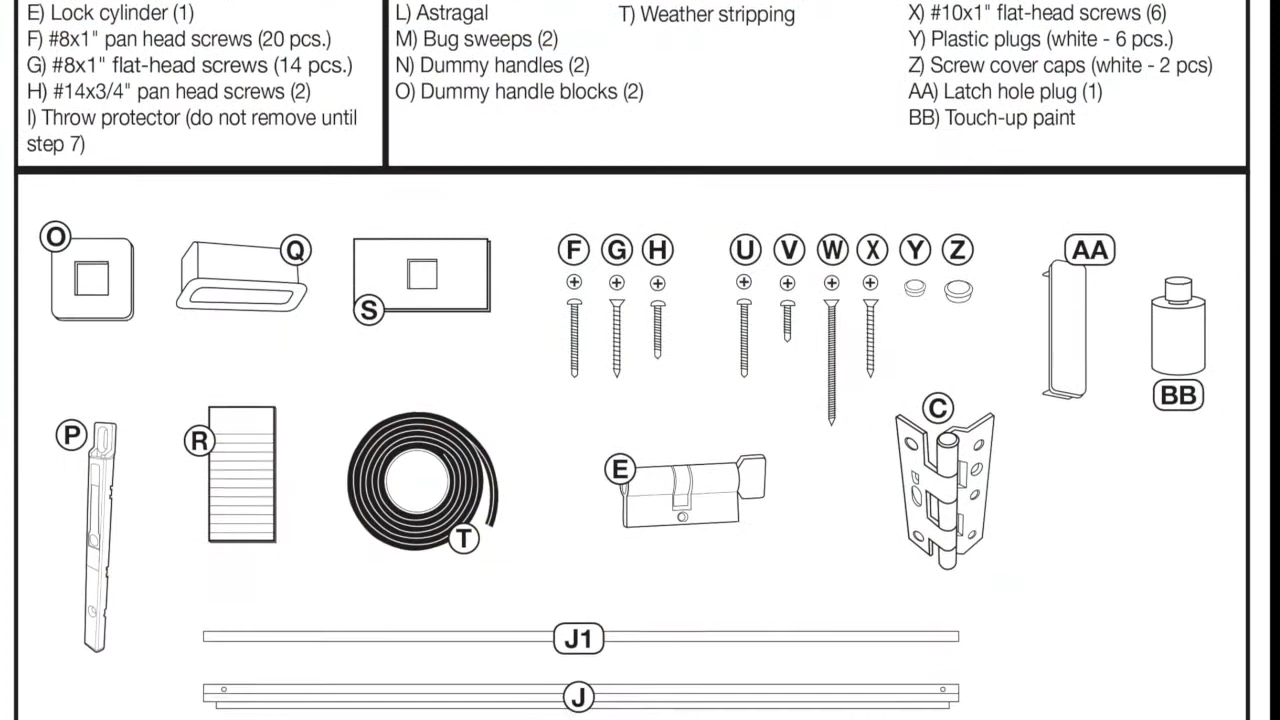 E) Lock cylinder (1)
F) #8x1" pan head screws (20 pcs.)
G) #8x1" flat-head screws (14 pcs.)
H) #14x3/4" pan head screws (2)
I) Throw protector (do not remove until
step 7)
L) Astragal
M) Bug sweeps (2)
N) Dummy handles (2)
O) Dummy handle blocks (2)
T) Weather stripping
X) #10x1" flat-head screws (6)
Y) Plastic plugs (white - 6 pcs.)
Z) Screw cover caps (white - 2 pcs)
AA) Latch hole plug (1)
BB) Touch-up paint
O
Q
S
F G H
U V W X Y Z
AA
BB
P
R
T
E
C
J1
J